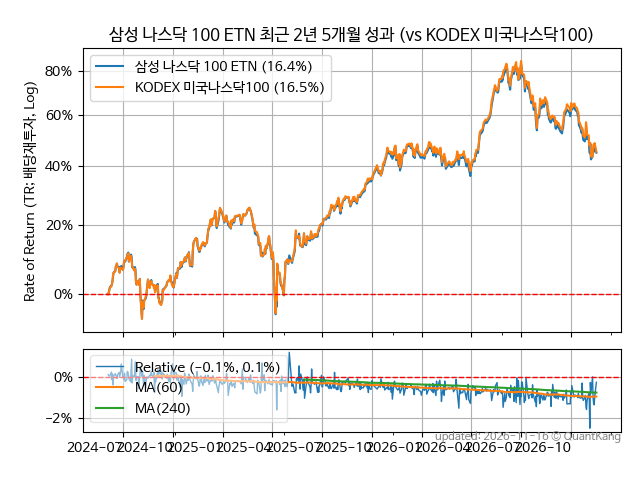 삼성 나스닥 100 ETN 최근 2년 5개월 성과 (vs KODEX 미국나스닥100)
삼성 나스닥 100 ETN (16.4%)
KODEX 미국나스닥100 (16.5%)
Rate of Return (TR: 배당재투자, Log)
80%
60%
40%
20%
0%
Relative (−0.1%, 0.1%)
MA(60)
MA(240)
0%
−2%
2024−07 2024−10 2025−01 2025−04 2025−07 2025−10 2026−01 2026−04 2026−07 2026−10
updated: 2026−11−16 © QuantKang